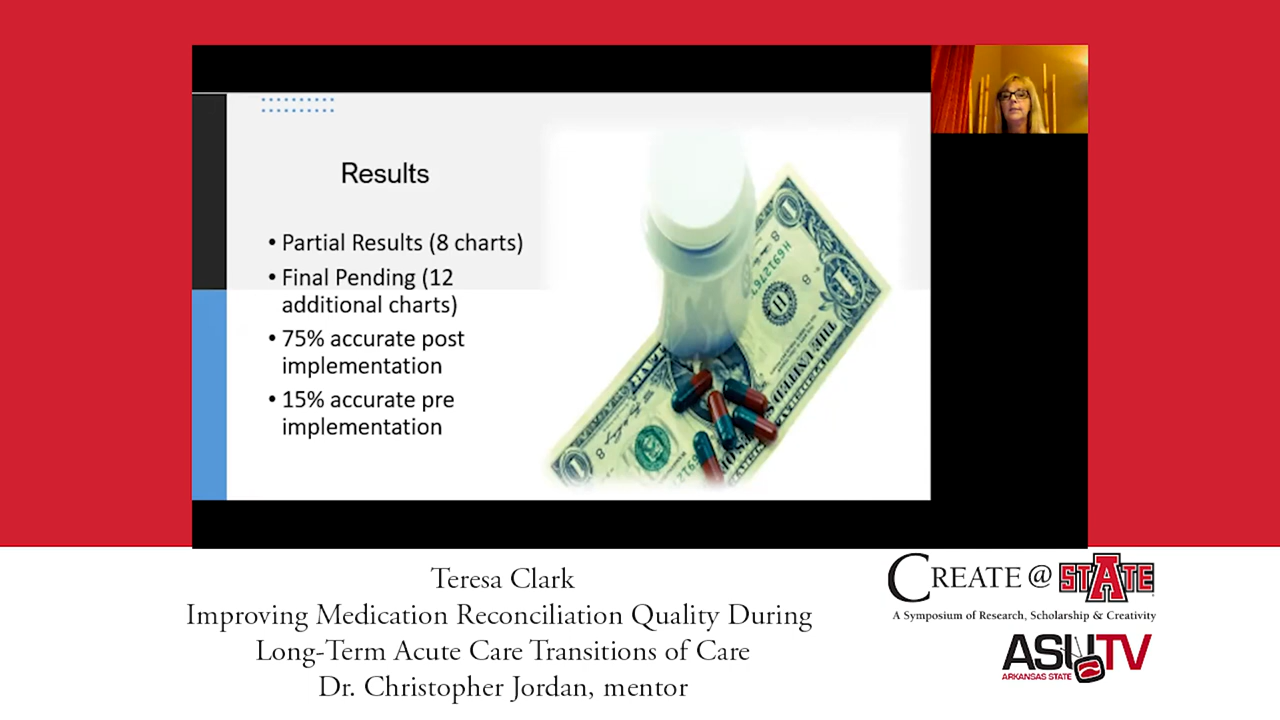 Results
• Partial Results (8 charts)
• Final Pending (12
additional charts)
• 75% accurate post
implementation
• 15% accurate pre
implementation
Teresa Clark
Improving Medication Reconciliation Quality During
Long-Term Acute Care Transitions of Care
Dr. Christopher Jordan, mentor
CREATE @ STATE
A Symposium of Research, Scholarship & Creativity
ASUTV
ARKANSAS STATE